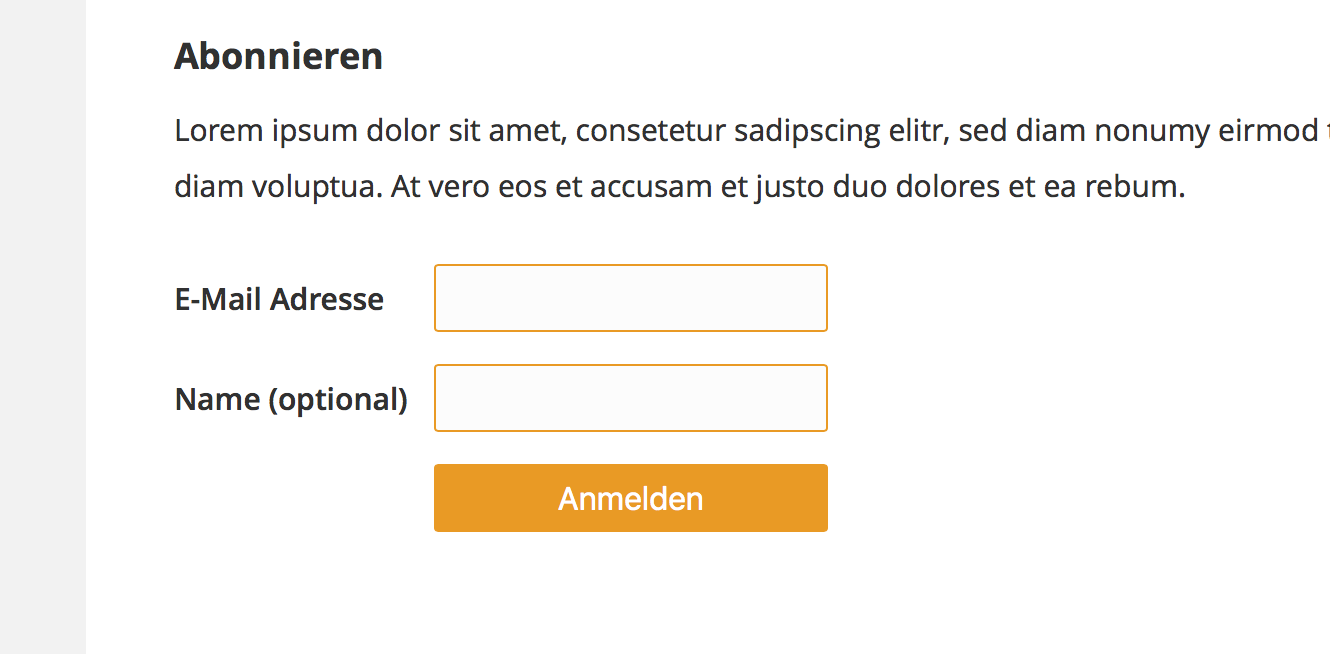 Abonnieren
Lorem ipsum dolor sit amet, consetetur sadipscing elitr, sed diam nonumy eirmod
diam voluptua. At vero eos et accusam et justo duo dolores et ea rebum.
E-Mail Adresse
Name (optional)
Anmelden